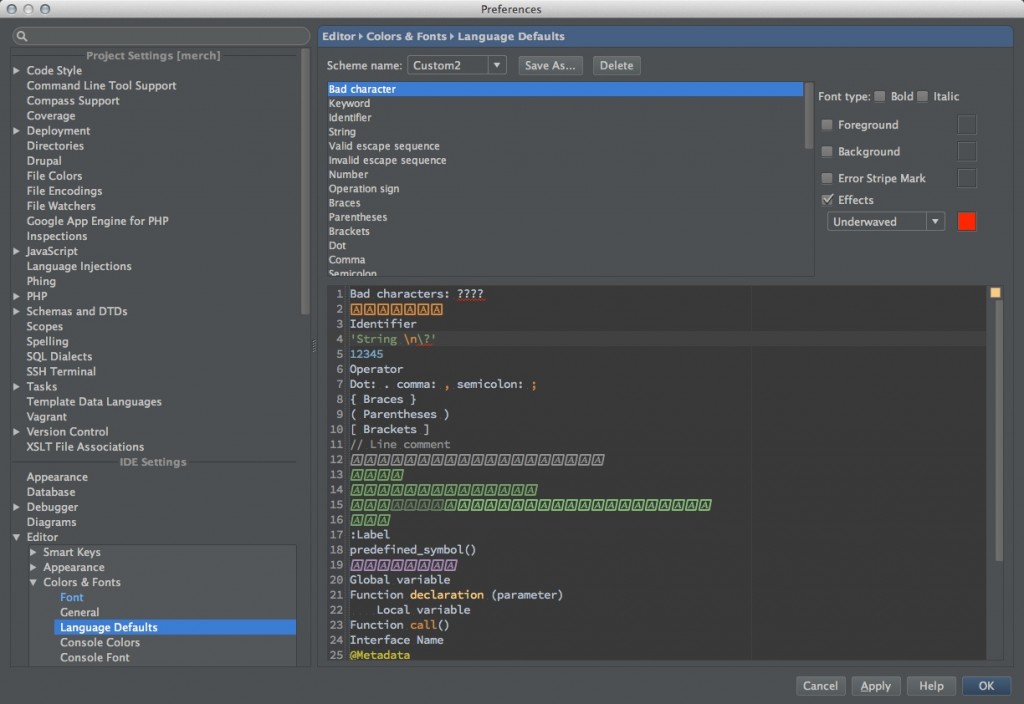 Preferences
Project Settings [merch]
Code Style
Command Line Tool Support
Compass Support
Coverage
Deployment
Directories
Drupal
File Colors
File Encodings
File Watchers
Google App Engine for PHP
Inspections
JavaScript
Language Injections
Phing
PHP
Schemas and DTDs
Scopes
Spelling
SQL Dialects
SSH Terminal
Tasks
Template Data Languages
Vagrant
Version Control
XSLT File Associations
IDE Settings
Appearance
Database
Debugger
Diagrams
Editor
Smart Keys
Appearance
Colors & Fonts
Font
General
Language Defaults
Console Colors
Console Font
Editor › Colors & Fonts › Language Defaults
Scheme name: Custom2 Save As... Delete
Bad character
Keyword
Identifier
String
Valid escape sequence
Invalid escape sequence
Number
Operation sign
Braces
Parentheses
Brackets
Dot
Comma
Semicolon
Font type: Bold Italic
Foreground
Background
Error Stripe Mark
Effects
Underwaved
1 Bad characters: ????
2 AAAAAAA
3 Identifier
4 'String \n\?'
5 12345
6 Operator
7 Dot: . comma: , semicolon: ;
8 { Braces }
9 ( Parentheses )
10 [ Brackets ]
11 // Line comment
12 AAAAAAAAAAAAAAAAAAA
13 AAAA
14 AAAAAAAAAAAAAA
15 AAAAAAAAAAAAAAAAAAAAAAAAAAA
16 AAA
17 :Label
18 predefined_symbol()
19 AAAAAAAA
20 Global variable
21 Function declaration (parameter)
22 Local variable
23 Function call()
24 Interface Name
25 @Metadata
Cancel Apply Help OK